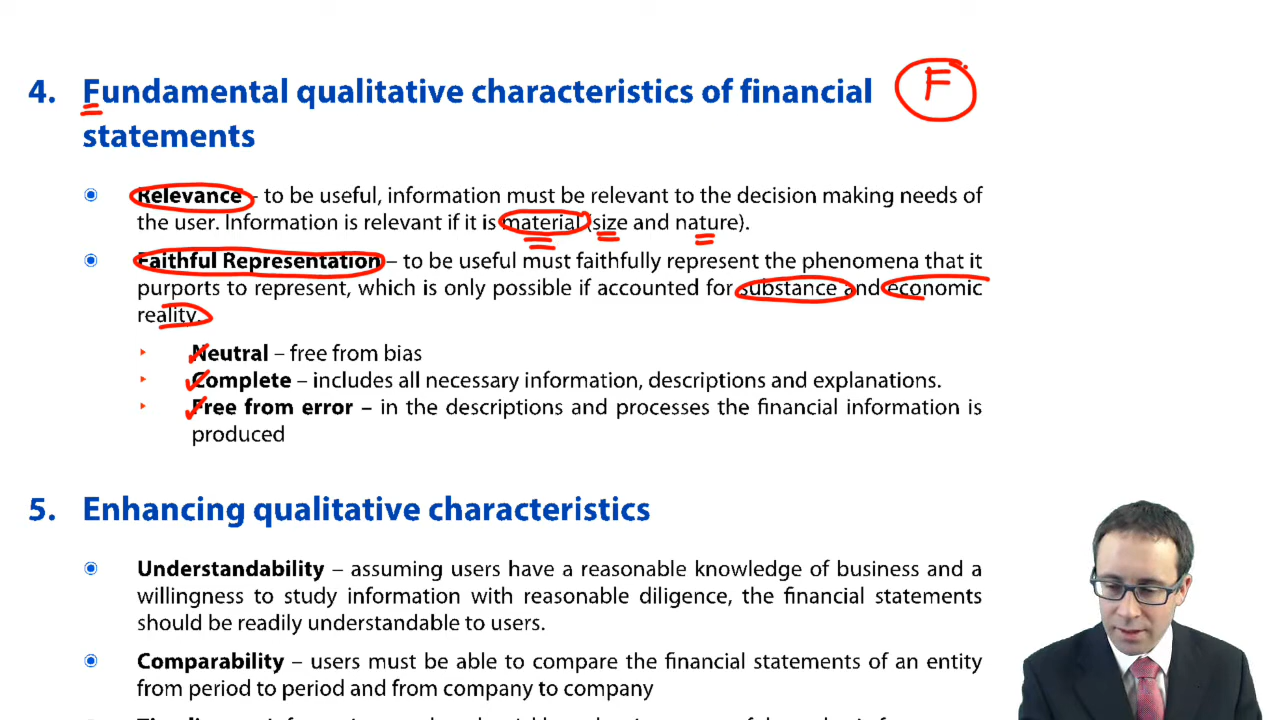 4. Fundamental qualitative characteristics of financial F
statements
Relevance - to be useful, information must be relevant to the decision making needs of
the user. Information is relevant if it is material (size and nature).
Faithful Representation – to be useful must faithfully represent the phenomena that it
purports to represent, which is only possible if accounted for substance and economic
reality.
Neutral – free from bias
Complete – includes all necessary information, descriptions and explanations.
Free from error – in the descriptions and processes the financial information is
produced
5. Enhancing qualitative characteristics
Understandability – assuming users have a reasonable knowledge of business and a
willingness to study information with reasonable diligence, the financial statements
should be readily understandable to users.
Comparability – users must be able to compare the financial statements of an entity
from period to period and from company to company